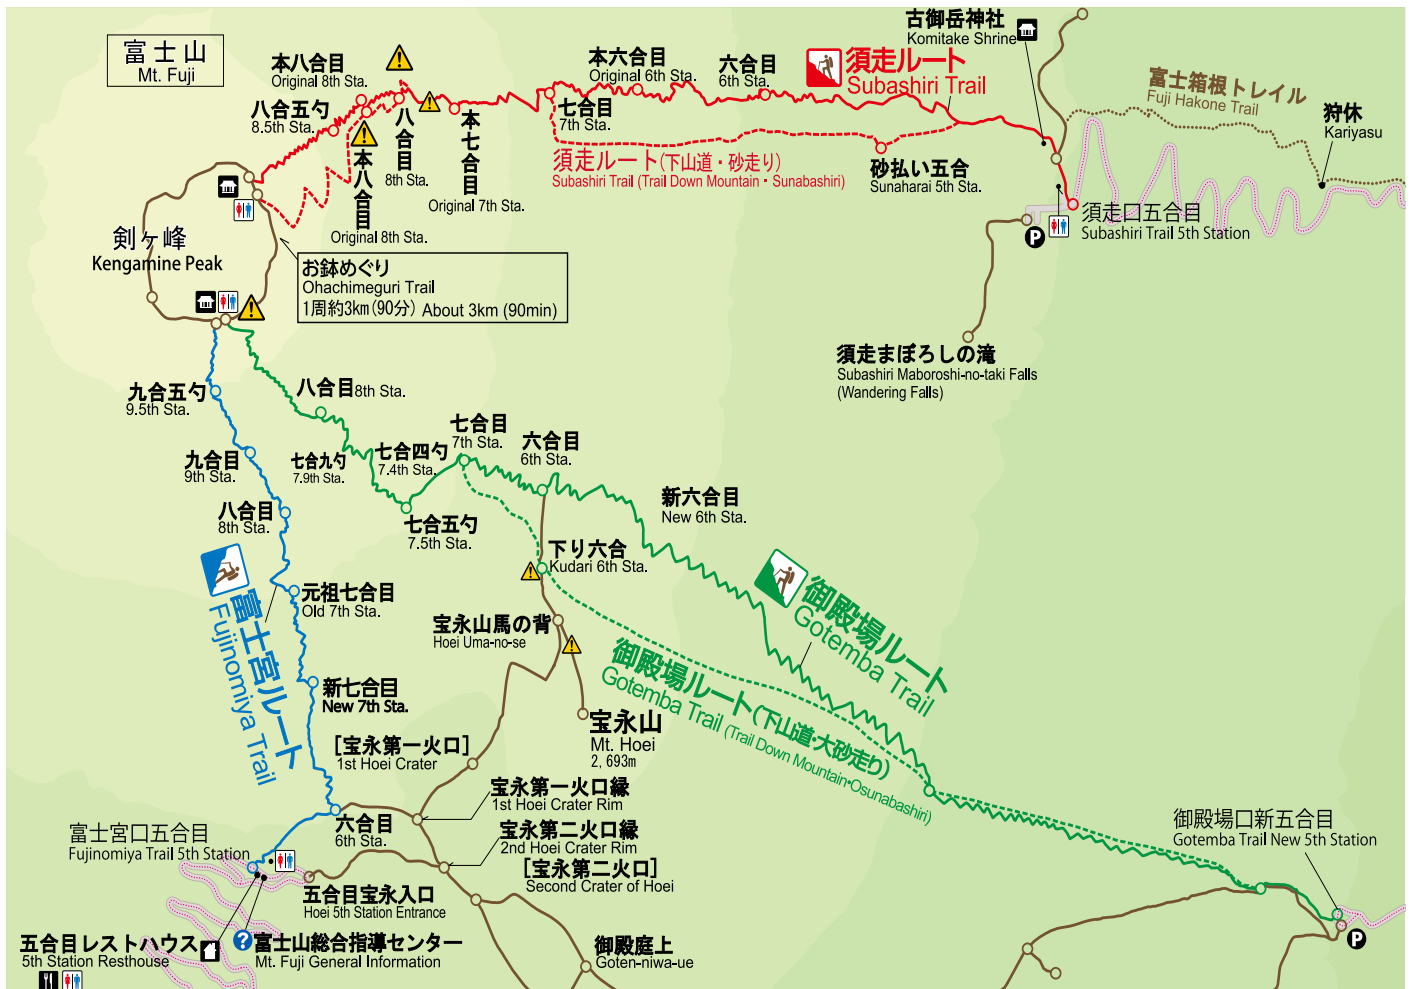 富士山
Mt. Fuji
本八合目
Original 8th Sta.
八合五勺
8.5th Sta.
八合目
8th Sta.
本八合目
Original 8th Sta.
本七合目
Original 7th Sta.
本六合目
Original 6th Sta.
六合目
6th Sta.
七合目
7th Sta.
須走ルート
Subashiri Trail
古御岳神社
Komitake Shrine
富士箱根トレイル
Fuji Hakone Trail
狩休
Kariyasu
須走ルート(下山道・砂走り)
Subashiri Trail (Trail Down Mountain・Sunabashiri)
砂払い五合
Sunaharai 5th Sta.
須走口五合目
Subashiri Trail 5th Station
P
剣ヶ峰
Kengamine Peak
お鉢めぐり
Ohachimeguri Trail
1周約3km(90分) About 3km (90min)
須走まぼろしの滝
Subashiri Maboroshi-no-taki Falls
(Wandering Falls)
九合五勺
9.5th Sta.
八合目 8th Sta.
九合目
9th Sta.
七合九勺
7.9th Sta.
七合四勺
7.4th Sta.
七合目
7th Sta.
六合目
6th Sta.
八合目
8th Sta.
七合五勺
7.5th Sta.
新六合目
New 6th Sta.
下り六合
Kudari 6th Sta.
富士宮ルート
Fujinomiya Trail
元祖七合目
Old 7th Sta.
宝永山馬の背
Hoei Uma-no-se
御殿場ルート
Gotemba Trail
御殿場ルート(下山道・大砂走り)
Gotemba Trail (Trail Down Mountain・Osunabashiri)
新七合目
New 7th Sta.
宝永山
Mt. Hoei
2,693m
[宝永第一火口]
1st Hoei Crater
宝永第一火口縁
1st Hoei Crater Rim
六合目
6th Sta.
宝永第二火口縁
2nd Hoei Crater Rim
[宝永第二火口]
Second Crater of Hoei
富士宮口五合目
Fujinomiya Trail 5th Station
五合目宝永入口
Hoei 5th Station Entrance
御殿場口新五合目
Gotemba Trail New 5th Station
P
五合目レストハウス
5th Station Resthouse
?
富士山総合指導センター
Mt. Fuji General Information
御殿庭上
Goten-niwa-ue